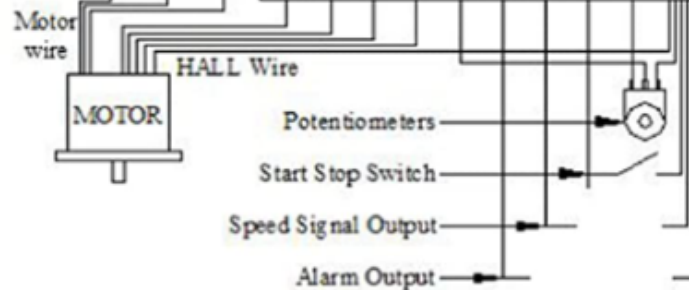 Motor
wire
HALL Wire
MOTOR
Potentiometers
Start Stop Switch
Speed Signal Output
Alarm Output